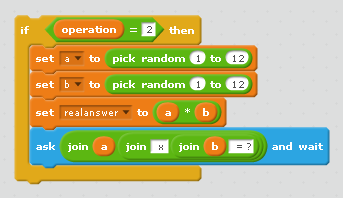 if operation = 2 then
set a to pick random 1 to 12
set b to pick random 1 to 12
set realanswer to a * b
ask join a join x join b = ? and wait